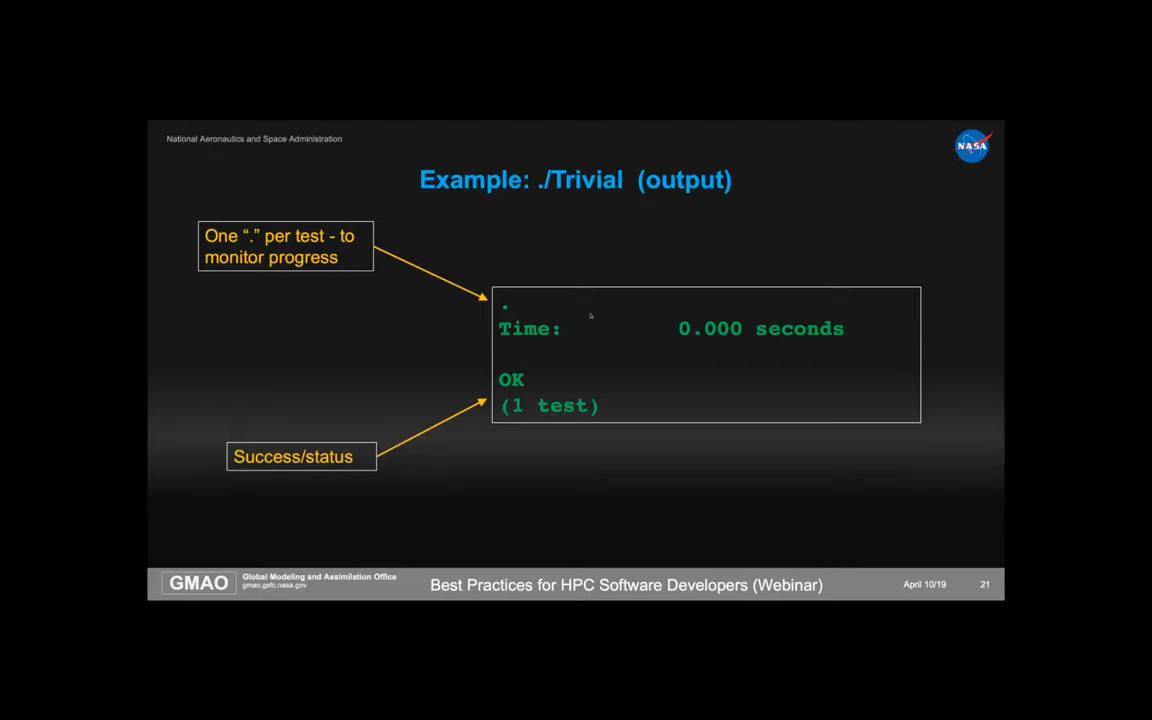 National Aeronautics and Space Administration
NASA
Example: ./Trivial (output)
One “.” per test - to
monitor progress
.
Time: 0.000 seconds
OK
(1 test)
Success/status
GMAO
Global Modeling and Assimilation Office
gmao.gsfc.nasa.gov
Best Practices for HPC Software Developers (Webinar)
April 10/19
21